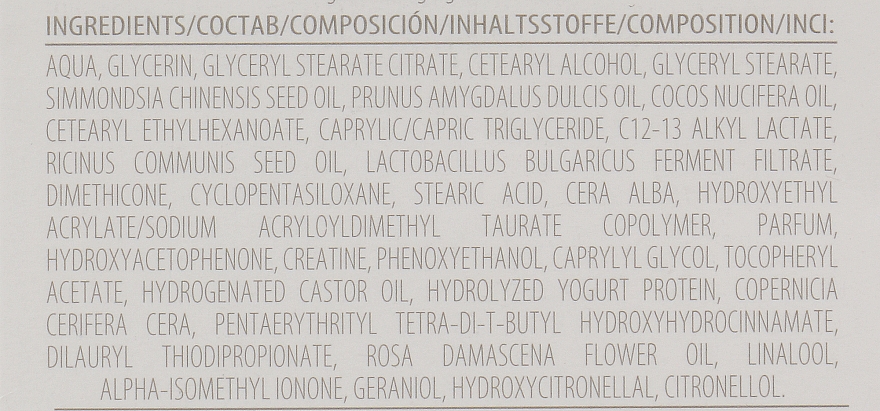 INGREDIENTS/СОСТАВ/COMPOSICIÓN/INHALTSSTOFFE/COMPOSITION/INCI:
AQUA, GLYCERIN, GLYCERYL STEARATE CITRATE, CETEARYL ALCOHOL, GLYCERYL STEARATE,
SIMMONDSIA CHINENSIS SEED OIL, PRUNUS AMYGDALUS DULCIS OIL, COCOS NUCIFERA OIL,
CETEARYL ETHYLHEXANOATE, CAPRYLIC/CAPRIC TRIGLYCERIDE, C12-13 ALKYL LACTATE,
RICINUS COMMUNIS SEED OIL, LACTOBACILLUS BULGARICUS FERMENT FILTRATE,
DIMETHICONE, CYCLOPENTASILOXANE, STEARIC ACID, CERA ALBA, HYDROXYETHYL
ACRYLATE/SODIUM ACRYLOYLDIMETHYL TAURATE COPOLYMER, PARFUM,
HYDROXYACETOPHENONE, CREATINE, PHENOXYETHANOL, CAPRYLYL GLYCOL, TOCOPHERYL
ACETATE, HYDROGENATED CASTOR OIL, HYDROLYZED YOGURT PROTEIN, COPERNICIA
CERIFERA CERA, PENTAERYTHRITYL TETRA-DI-T-BUTYL HYDROXYHYDROCINNAMATE,
DILAURYL THIODIPROPIONATE, ROSA DAMASCENA FLOWER OIL, LINALOOL,
ALPHA-ISOMETHYL IONONE, GERANIOL, HYDROXYCITRONELLAL, CITRONELLOL.